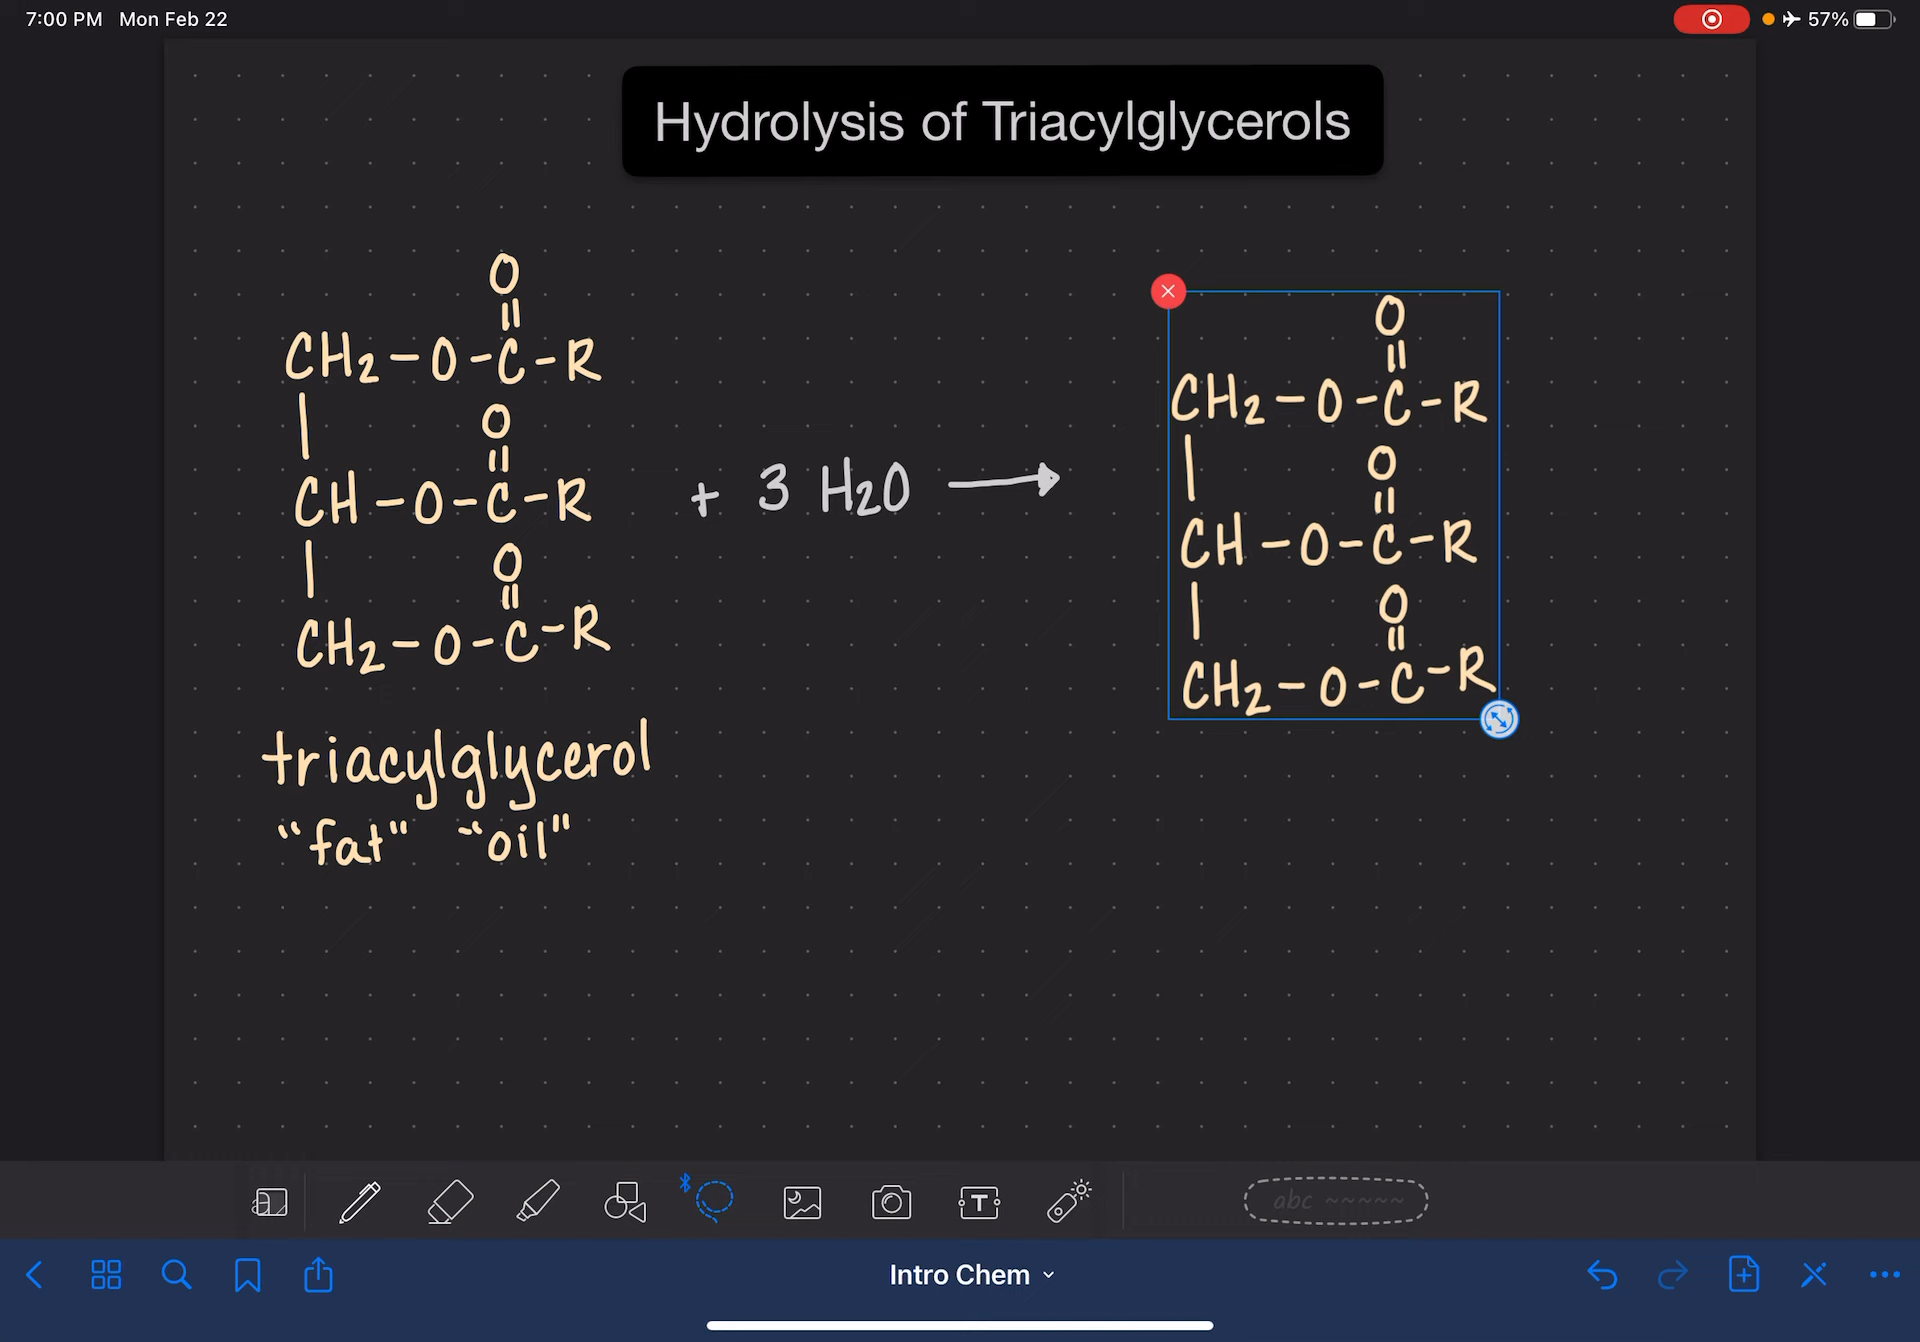 7:00 PM Mon Feb 22
57%
Hydrolysis of Triacylglycerols
O
||
CH₂-O-C-R
|
O
||
CH-O-C-R
|
O
||
CH₂-O-C-R
+ 3 H₂O ⟶
O
||
CH₂-O-C-R
|
O
||
CH-O-C-R
|
O
||
CH₂-O-C-R
triacylglycerol
"fat" "oil"
T
abc
Intro Chem